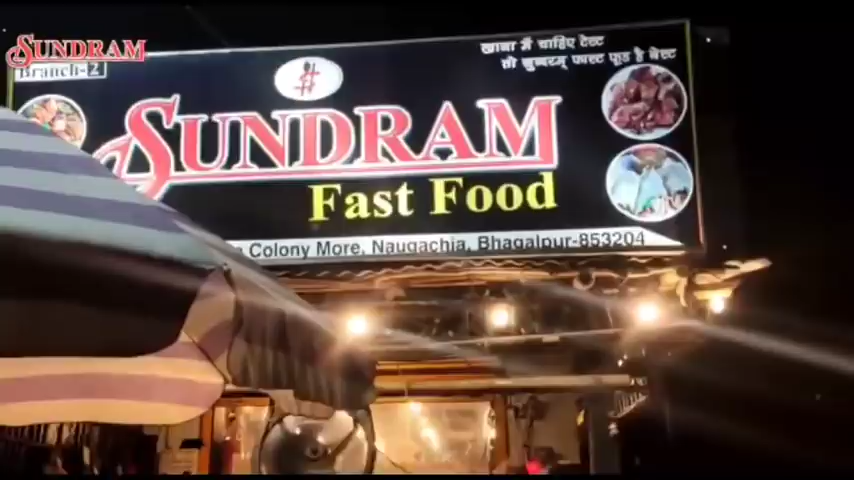 SUNDRAM
Branch-2
खाना में चाहिए टेस्ट
तो सुन्दरम् फास्ट फूड है बेस्ट
SUNDRAM
Fast Food
Colony More, Naugachia, Bhagalpur-853204